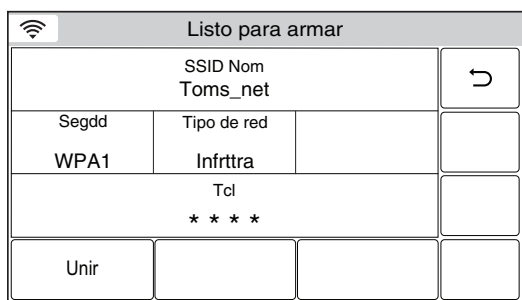 Listo para armar
SSID Nom
Toms_net
Segdd
Tipo de red
WPA1
Infrttra
Tcl
* * * *
Unir